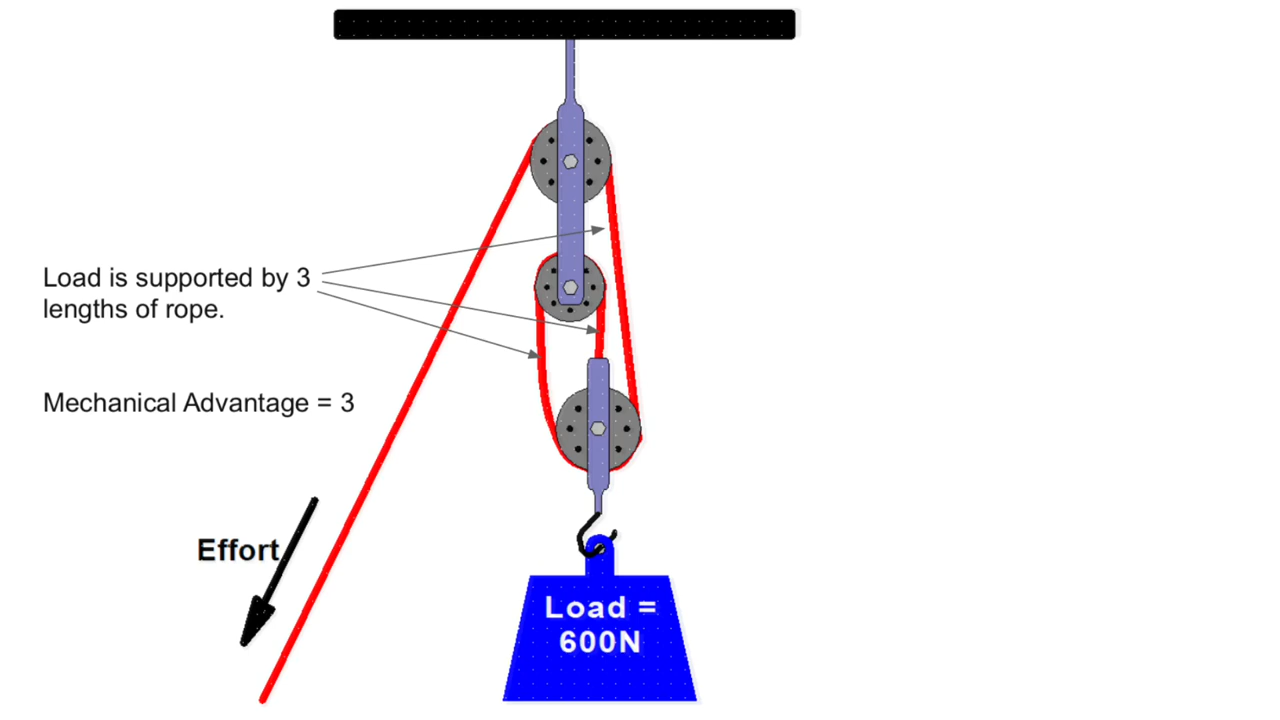 Load is supported by 3
lengths of rope.
Mechanical Advantage = 3
Effort
Load =
600N